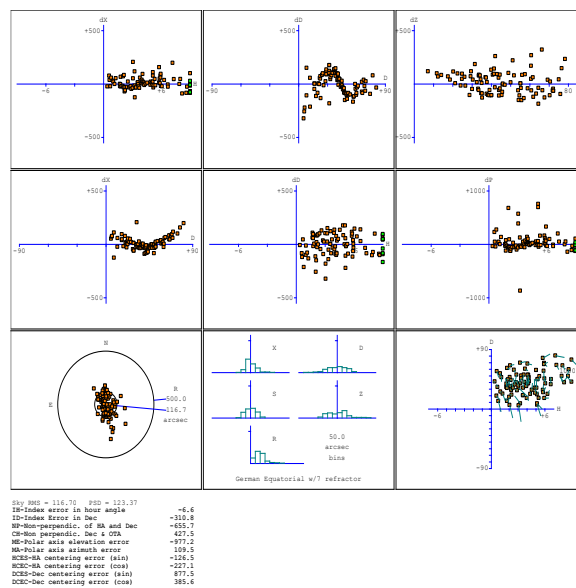 dX
+500
-6
+6
H
-500
dD
+500
D
-90
+90
-500
dZ
+500
80
-500
dX
+500
D
-90
+90
-500
dD
+500
-6
+6
H
-500
dP
+1000
-6
+6
H
-1000
N
E
R
500.0
116.7
arcsec
X
D
S
Z
R
50.0
arcsec
bins
German Equatorial w/7 refractor
D
+90
H
+6
-90
Sky RMS = 116.70 PSD = 123.37
IH-Index error in hour angle -6.6
ID-Index Error in Dec -310.8
NP-Non perpendic. of HA and Dec -655.7
CH-Non perpendic. Dec & OTA 427.5
ME-Polar axis elevation error -977.2
MA-Polar axis azimuth error 109.5
HCES-HA centering error (sin) -126.5
HCEC-HA centering error (cos) -227.1
DCES-Dec centering error (sin) 877.5
DCEC-Dec centering error (cos) 385.6